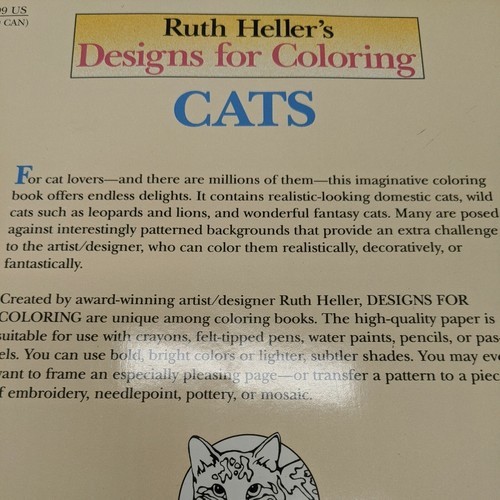 99 US
CAN)
Ruth Heller's
Designs for Coloring
CATS
For cat lovers—and there are millions of them—this imaginative coloring
book offers endless delights. It contains realistic-looking domestic cats, wild
cats such as leopards and lions, and wonderful fantasy cats. Many are posed
against interestingly patterned backgrounds that provide an extra challenge
to the artist/designer, who can color them realistically, decoratively, or
fantastically.
Created by award-winning artist/designer Ruth Heller, DESIGNS FOR
COLORING are unique among coloring books. The high-quality paper is
suitable for use with crayons, felt-tipped pens, water paints, pencils, or pas-
els. You can use bold, bright colors or lighter, subtler shades. You may eve
ant to frame an especially pleasing page—or transfer a pattern to a piec
f embroidery, needlepoint, pottery, or mosaic.